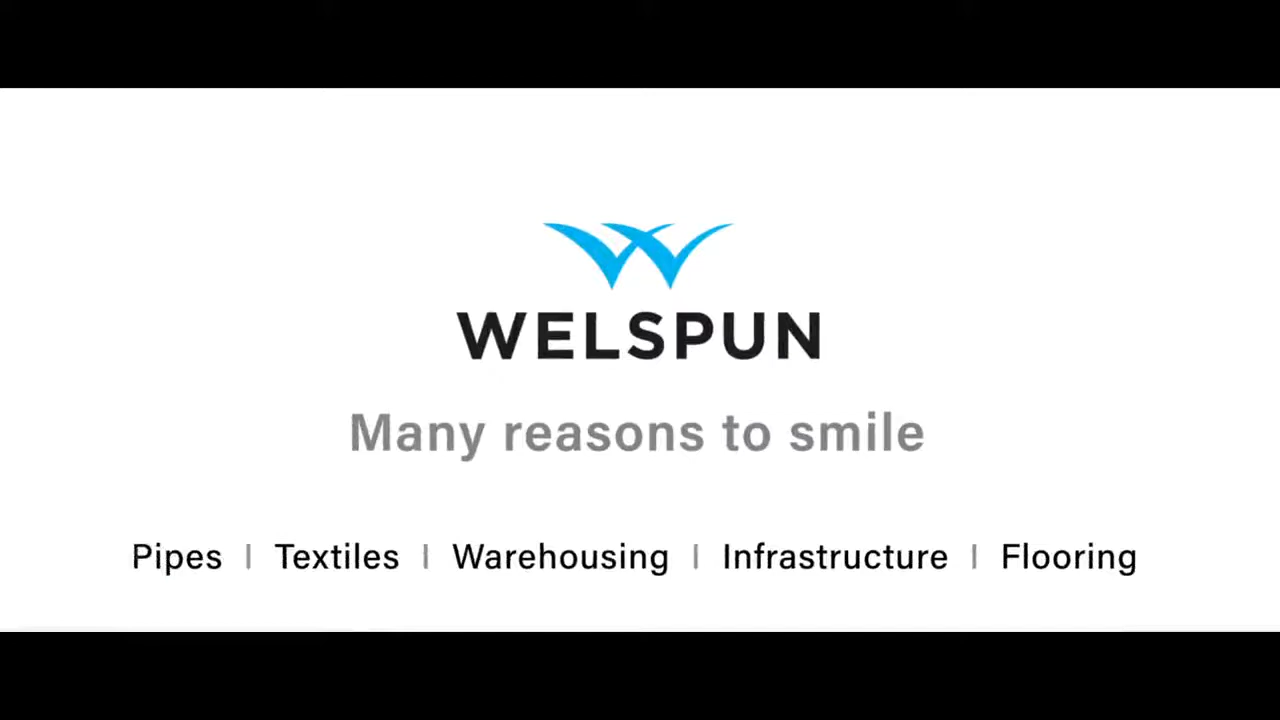 WELSPUN
Many reasons to smile
Pipes | Textiles | Warehousing | Infrastructure | Flooring